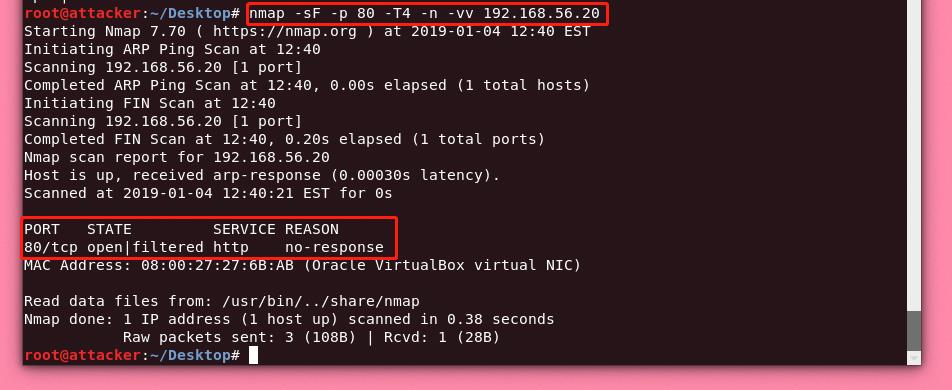 root@attacker:~/Desktop# nmap -sF -p 80 -T4 -n -vv 192.168.56.20
Starting Nmap 7.70 ( https://nmap.org ) at 2019-01-04 12:40 EST
Initiating ARP Ping Scan at 12:40
Scanning 192.168.56.20 [1 port]
Completed ARP Ping Scan at 12:40, 0.00s elapsed (1 total hosts)
Initiating FIN Scan at 12:40
Scanning 192.168.56.20 [1 port]
Completed FIN Scan at 12:40, 0.20s elapsed (1 total ports)
Nmap scan report for 192.168.56.20
Host is up, received arp-response (0.00030s latency).
Scanned at 2019-01-04 12:40:21 EST for 0s

PORT   STATE         SERVICE REASON
80/tcp open|filtered http    no-response
MAC Address: 08:00:27:27:6B:AB (Oracle VirtualBox virtual NIC)

Read data files from: /usr/bin/../share/nmap
Nmap done: 1 IP address (1 host up) scanned in 0.38 seconds
           Raw packets sent: 3 (108B) | Rcvd: 1 (28B)
root@attacker:~/Desktop#